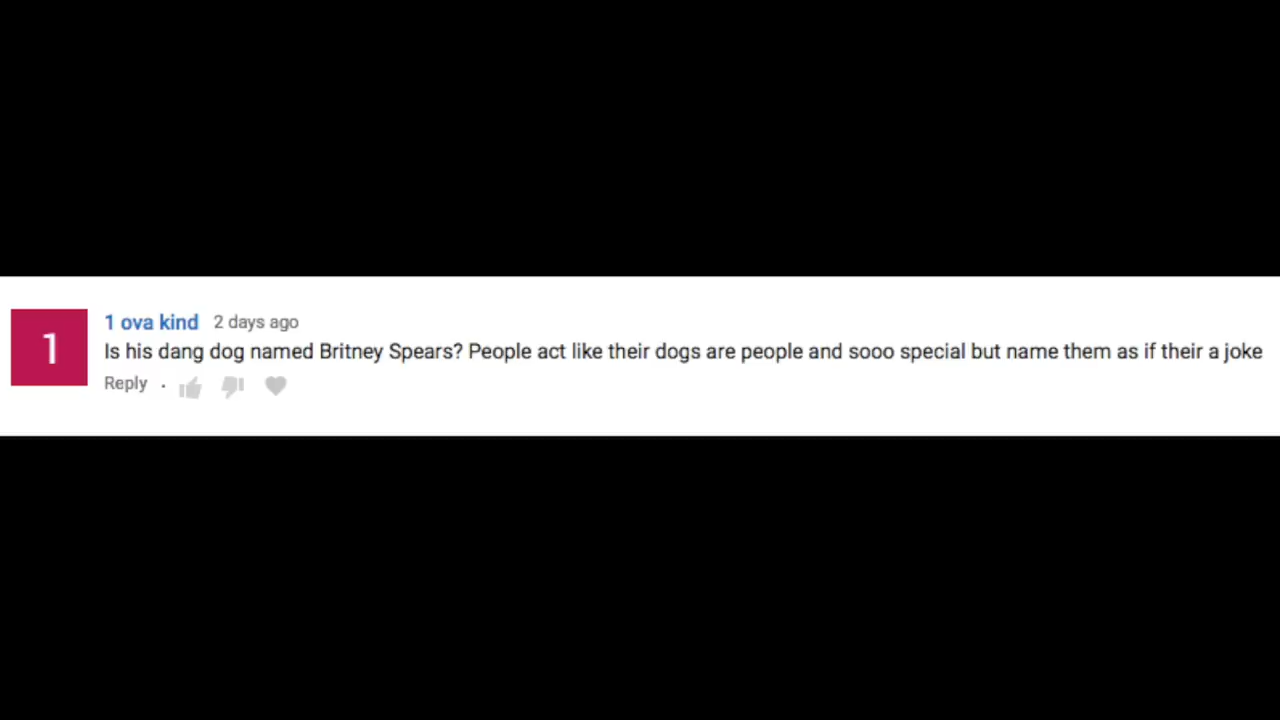 1
1 ova kind 2 days ago
Is his dang dog named Britney Spears? People act like their dogs are people and sooo special but name them as if their a joke
Reply .